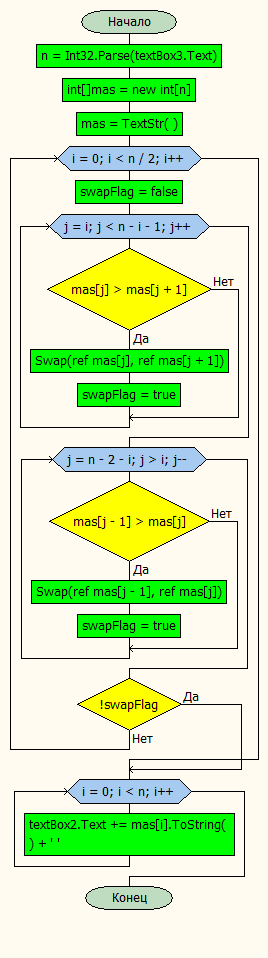 Начало
n = Int32.Parse(textBox3.Text)
int[]mas = new int[n]
mas = TextStr( )
i = 0; i < n / 2; i++
swapFlag = false
j = i; j < n - i - 1; j++
mas[j] > mas[j + 1]
Нет
Да
Swap(ref mas[j], ref mas[j + 1])
swapFlag = true
j = n - 2 - i; j > i; j--
mas[j - 1] > mas[j]
Нет
Да
Swap(ref mas[j - 1], ref mas[j])
swapFlag = true
!swapFlag
Да
Нет
i = 0; i < n; i++
textBox2.Text += mas[i].ToString(
) + ' '
Конец